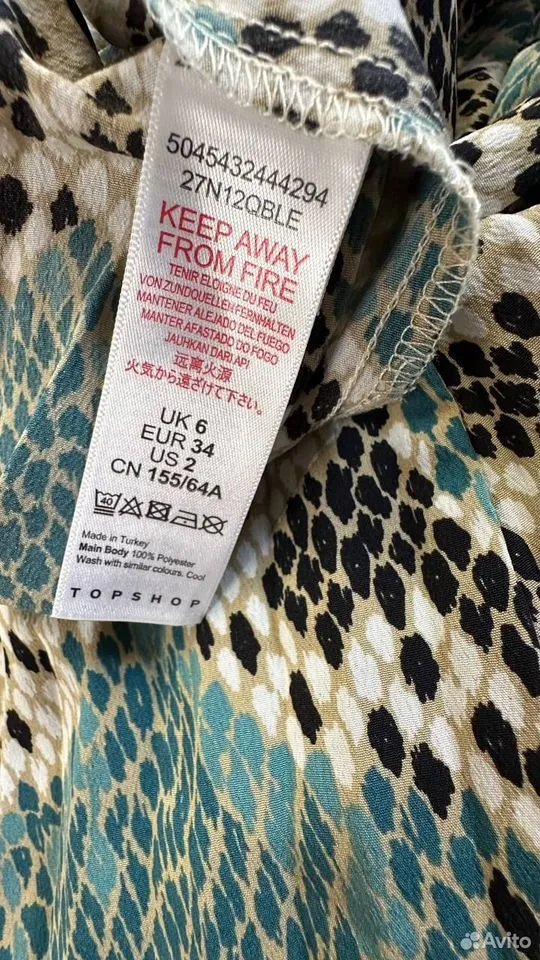 5045432444294
27N12QBLE
KEEP AWAY
FROM FIRE
TENIR ELOIGNE DU FEU
VON ZUNDQUELLEN FERNHALTEN
MANTENER ALEJADO DEL FUEGO
MANTER AFASTADO DO FOGO
JAUHKAN DARI API
远离火源
火気から遠ざけて下さい
UK 6
EUR 34
US 2
CN 155/64A
40
Made in Turkey
Main Body 100% Polyester
Wash with similar colours. Cool
TOPSHOP
Avito